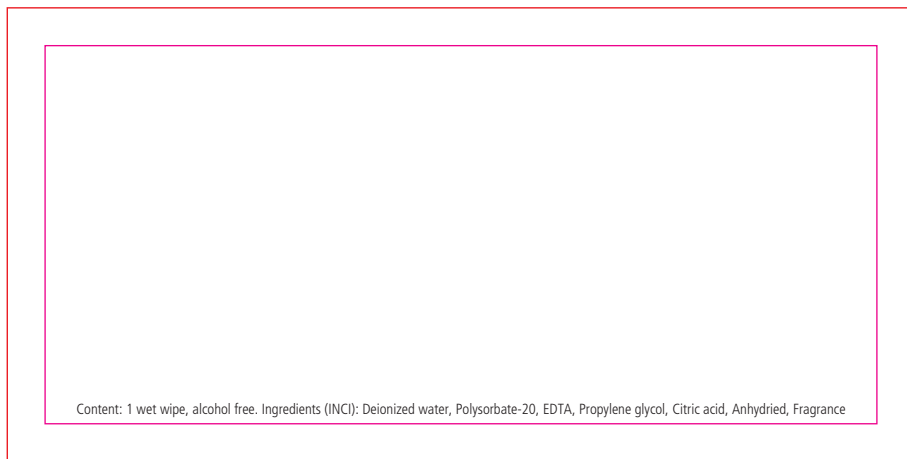 Content: 1 wet wipe, alcohol free. Ingredients (INCI): Deionized water, Polysorbate-20, EDTA, Propylene glycol, Citric acid, Anhydried, Fragrance